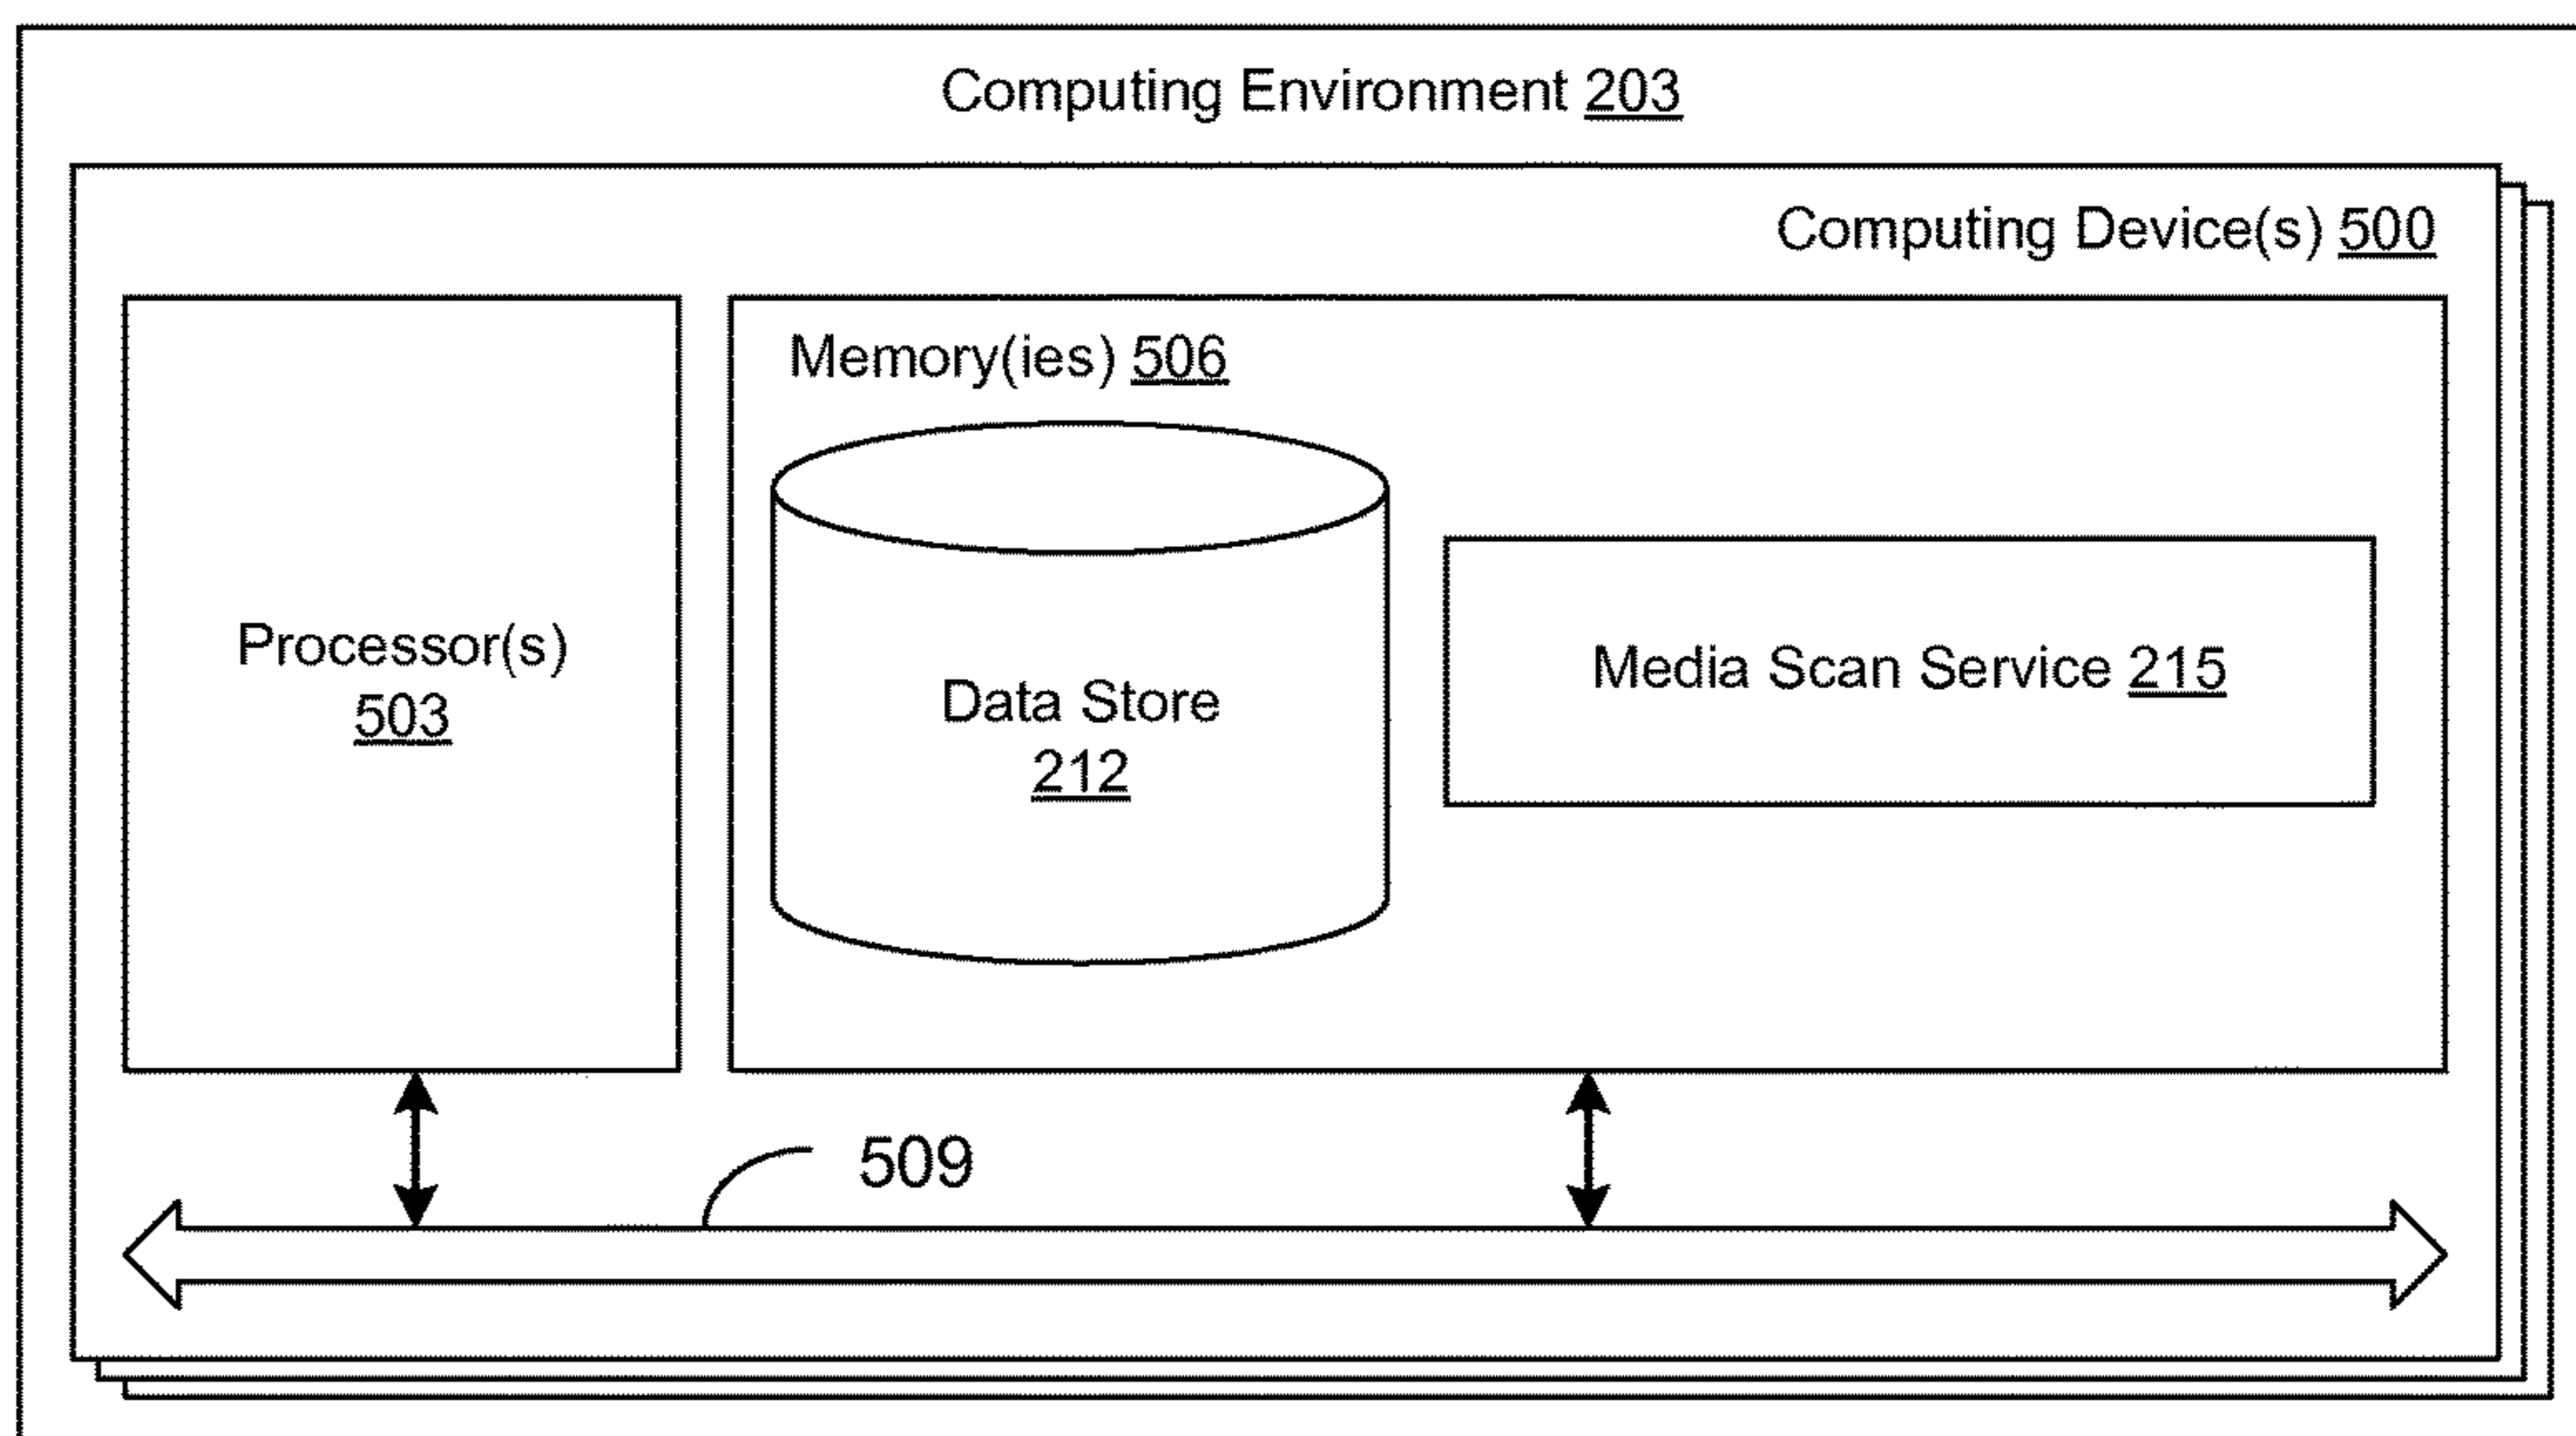 Computing Environment 203
Computing Device(s) 500
Memory(ies) 506
Processor(s)
503
Data Store
212
Media Scan Service 215
509